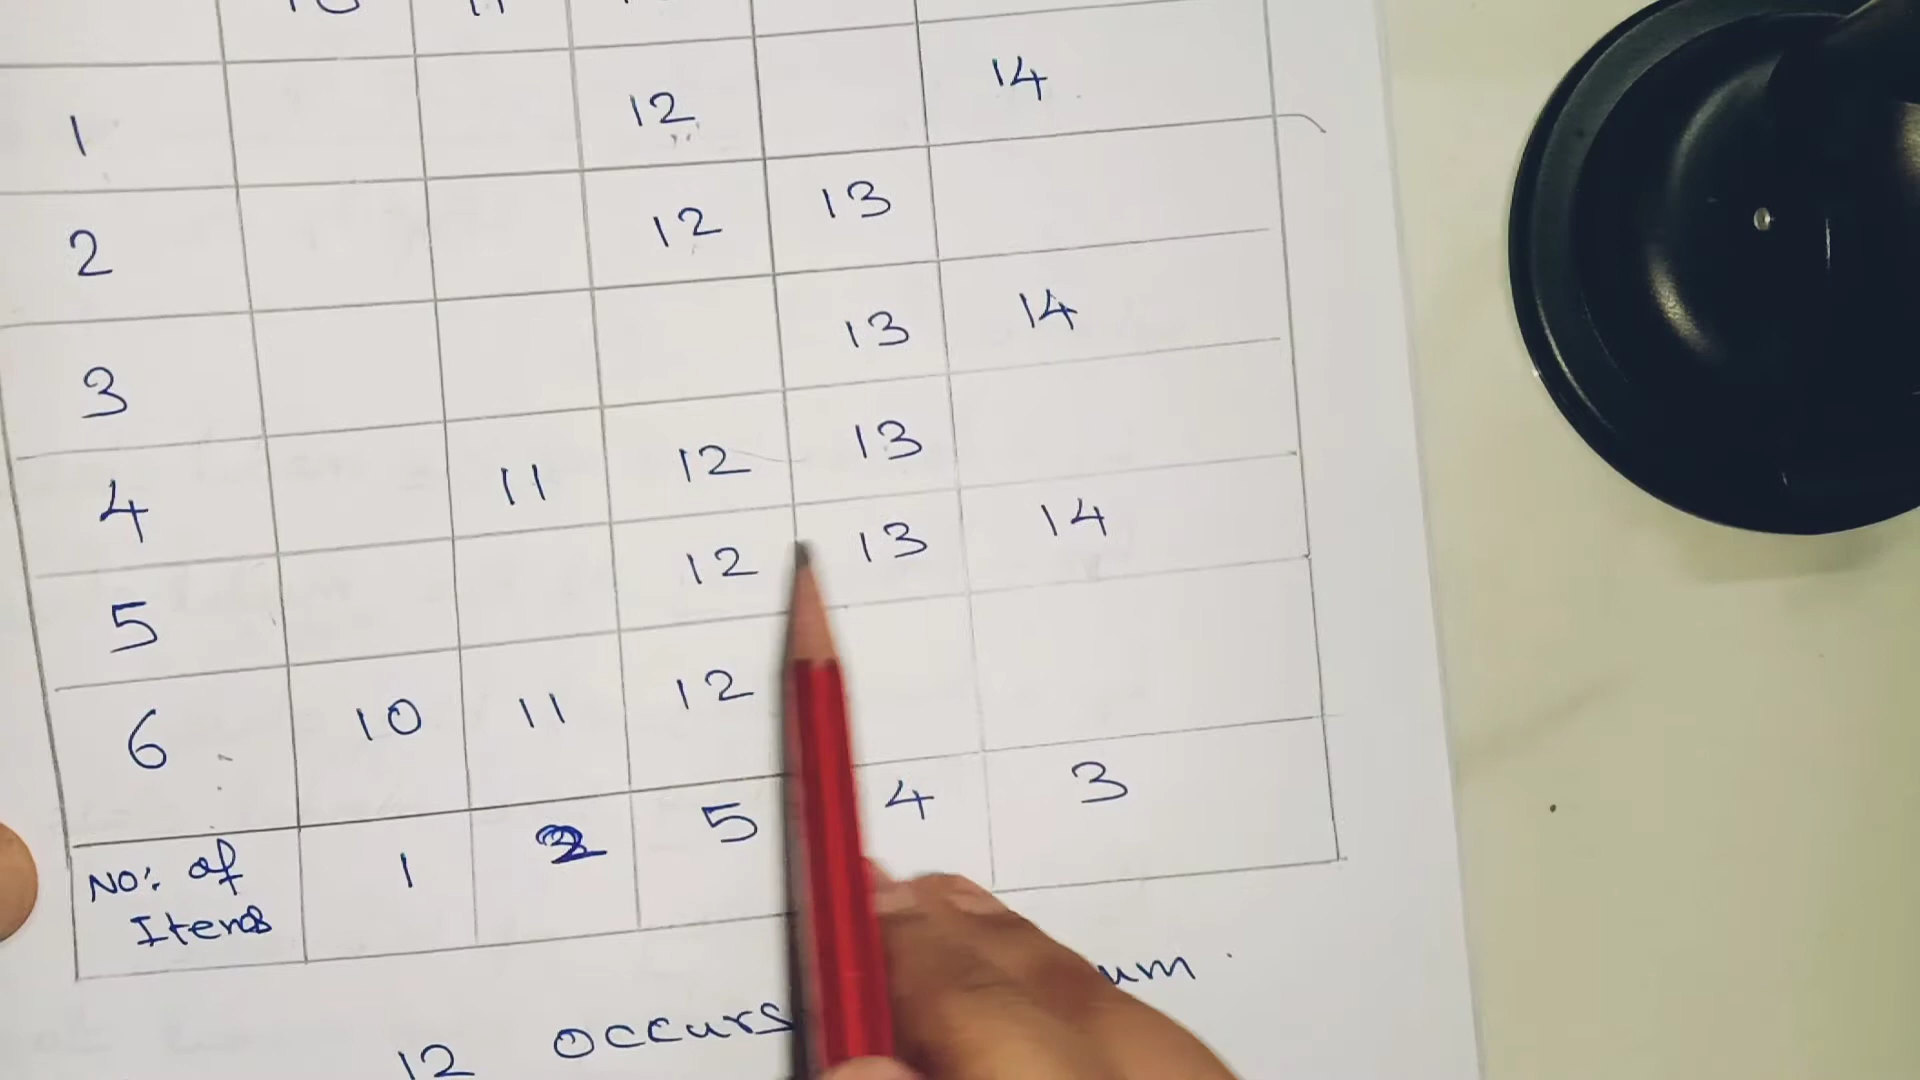 1 12 14
2 12 13
3 13 14
4 11 12 13
5 12 13 14
6 10 11 12
No: of 1 2 5 4 3
Items
12 occurs